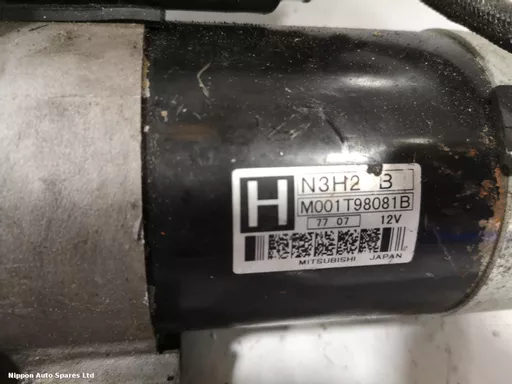 H
N3H2 B
M001T98081B
77 07 12V
MITSUBISHI JAPAN
Nippon Auto Spares Ltd